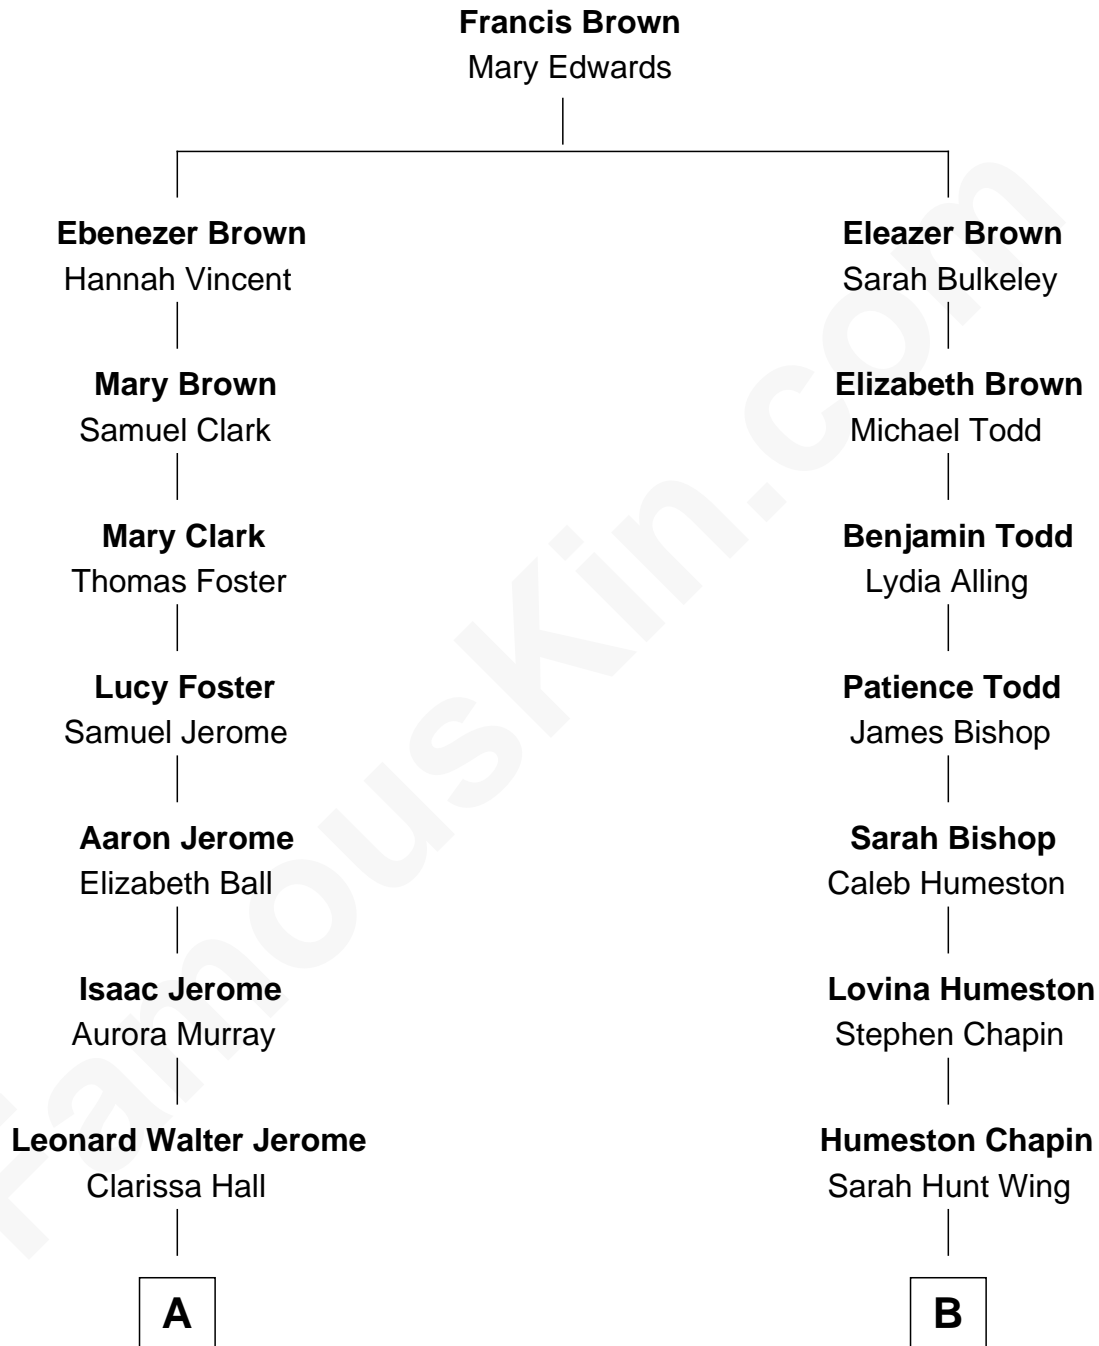 Francis Brown
Mary Edwards
Ebenezer Brown
Hannah Vincent
Eleazer Brown
Sarah Bulkeley
Mary Brown
Samuel Clark
Elizabeth Brown
Michael Todd
Mary Clark
Thomas Foster
Benjamin Todd
Lydia Alling
Lucy Foster
Samuel Jerome
Patience Todd
James Bishop
Aaron Jerome
Elizabeth Ball
Sarah Bishop
Caleb Humeston
Isaac Jerome
Aurora Murray
Lovina Humeston
Stephen Chapin
Leonard Walter Jerome
Clarissa Hall
Humeston Chapin
Sarah Hunt Wing
A
B
FamousKin.com